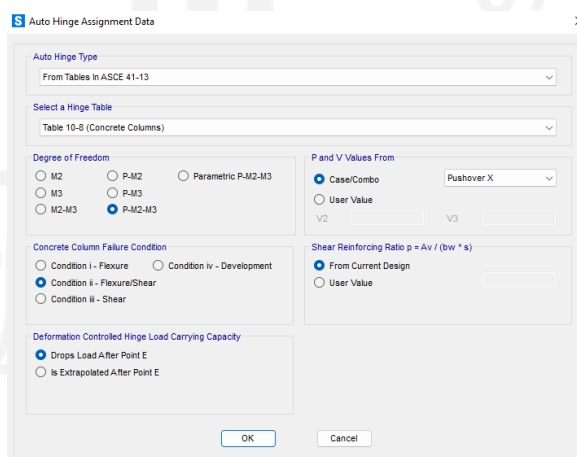 S Auto Hinge Assignment Data
Auto Hinge Type
From Tables In ASCE 41-13
Select a Hinge Table
Table 10-8 (Concrete Columns)
Degree of Freedom
M2 P-M2 Parametric P-M2-M3
M3 P-M3
M2-M3 P-M2-M3
P and V Values From
Case/Combo Pushover X
User Value
V2 V3
Concrete Column Failure Condition
Condition i - Flexure Condition iv - Development
Condition ii - Flexure/Shear
Condition iii - Shear
Shear Reinforcing Ratio p = Av / (bw * s)
From Current Design
User Value
Deformation Controlled Hinge Load Carrying Capacity
Drops Load After Point E
Is Extrapolated After Point E
OK Cancel